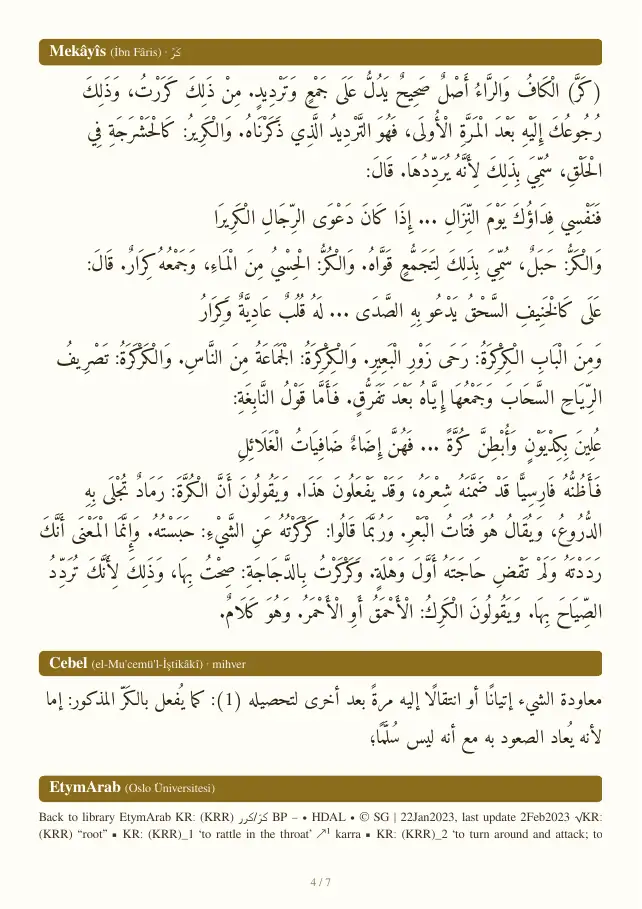 Mekâyîs (İbn Fâris) · كَرَّ
(كَرَّ) الْكَافُ وَالرَّاءُ أَصْلٌ صَحِيحٌ يَدُلُّ عَلَى جَمْعٍ وَتَرْدِيدٍ. مِنْ ذَلِكَ كَرَرْتُ، وَذَلِكَ
رُجُوعُكَ إِلَيْهِ بَعْدَ الْمَرَّةِ الْأُولَى، فَهُوَ التَّرْدِيدُ الَّذِي ذَكَرْنَاهُ. وَالْكَرِيرُ: كَالْحَشْرَجَةِ فِي
الْحَلْقِ، سُمِّيَ بِذَلِكَ لِأَنَّهُ يُرَدِّدُهَا. قَالَ:
فَنَفْسِي فِدَاؤُكَ يَوْمَ النِّزَالِ ... إِذَا كَانَ دَعْوَى الرِّجَالِ الْكَرِيرَا
وَالْكَرُّ: حَبْلٌ، سُمِّيَ بِذَلِكَ لِتَجَمُّعِ قَوَّاهُ. وَالْكُرُّ: الْحِسْيُ مِنَ الْمَاءِ، وَجَمْعُهُ كِرَارٌ. قَالَ:
عَلَى كَالْخَنِيفِ السَّحْقُ يَدْعُو بِهِ الصَّدَى ... لَهُ قُلُبٌ عَادِيَّةٌ وَكِرَارُ
وَمِنَ الْبَابِ الْكِرْكِرَةُ: رَحَى زَوْرِ الْبَعِيرِ. وَالْكِرْكِرَةُ: الْجَمَاعَةُ مِنَ النَّاسِ. وَالْكَرْكَرَةُ: تَصْرِيفُ
الرِّيَاحِ السَّحَابَ وَجَمْعُهَا إِيَّاهُ بَعْدَ تَفَرُّقٍ. فَأَمَّا قَوْلُ النَّابِغَةِ:
عُلِينَ بِكِدْيَوْنٍ وَأُبْطِنَّ كُرَّةً ... فَهُنَّ إِضَاءٌ ضَافِيَاتُ الْغَلَائِلِ
فَأَظُنُّهُ فَارِسِيًّا قَدْ ضَمَّنَهُ شِعْرَهُ، وَقَدْ يَفْعَلُونَ هَذَا. وَيَقُولُونَ أَنَّ الْكُرَّةَ: رَمَادٌ تُجْلَى بِهِ
الدُّرُوعُ، وَيُقَالُ هُوَ فُتَاتُ الْبَعْرِ. وَرُبَّمَا قَالُوا: كَرْكَرْتُهُ عَنِ الشَّيْءِ: حَبَسْتُهُ. وَإِنَّمَا الْمَعْنَى أَنَّكَ
رَدَدْتَهُ وَلَمْ تَقْضِ حَاجَتَهُ أَوَّلَ وَهْلَةٍ. وَكَرْكَرْتُ بِالدَّجَاجَةِ: صِحْتُ بِهَا، وَذَلِكَ لِأَنَّكَ تُرَدِّدُ
الصِّيَاحَ بِهَا. وَيَقُولُونَ الْكَرِكُ: الْأَحْمَقُ أَوِ الْأَحْمَرُ. وَهُوَ كَلَامٌ.
Cebel (el-Mu'cemü'l-İştikâkî) · mihver
معاودة الشيء إتيانًا أو انتقالًا إليه مرةً بعد أخرى لتحصيله (1): كما يُفعل بالكَرّ المذكور: إما
لأنه يُعاد الصعود به مع أنه ليس سُلَّمًا؛
EtymArab (Oslo Üniversitesi)
Back to library EtymArab KR: (KRR) كرّ/كرر BP – • HDAL • © SG | 22Jan2023, last update 2Feb2023 √KR:
(KRR) “root” ▪ KR: (KRR)_1 ‘to rattle in the throat’ ↗¹ karra ▪ KR: (KRR)_2 ‘to turn around and attack; to
4 / 7